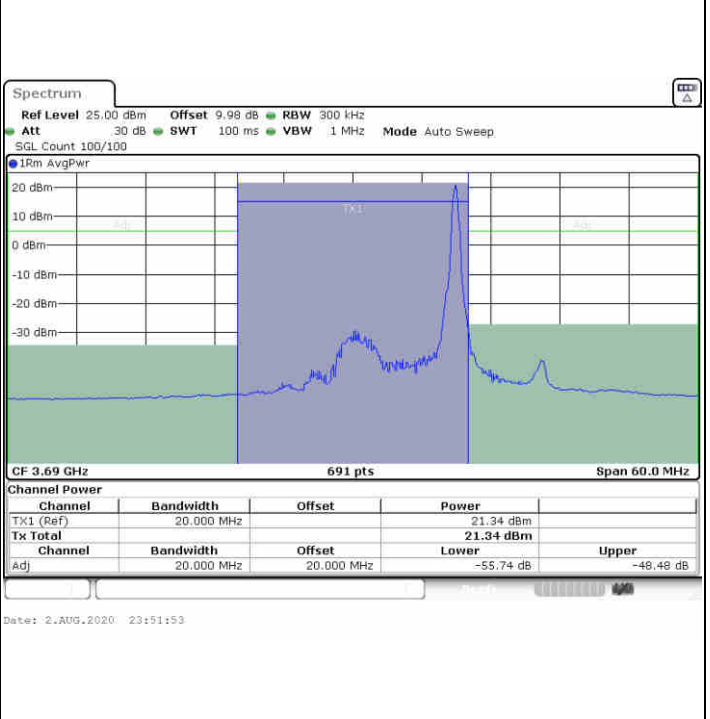 Spectrum
Ref Level 25.00 dBm Offset 9.98 dB RBW 300 kHz
Att 30 dB SWT 100 ms VBW 1 MHz Mode Auto Sweep
SGL Count 100/100
1Rm AvgPwr
20 dBm
TX1
10 dBm
Adj Adj
0 dBm
-10 dBm
-20 dBm
-30 dBm
CF 3.69 GHz 691 pts Span 60.0 MHz
Channel Power
Channel Bandwidth Offset Power
TX1 (Ref) 20.000 MHz 21.34 dBm
Tx Total 21.34 dBm
Channel Bandwidth Offset Lower Upper
Adj 20.000 MHz 20.000 MHz -55.74 dB -48.48 dB
Date: 2.AUG.2020 23:51:53